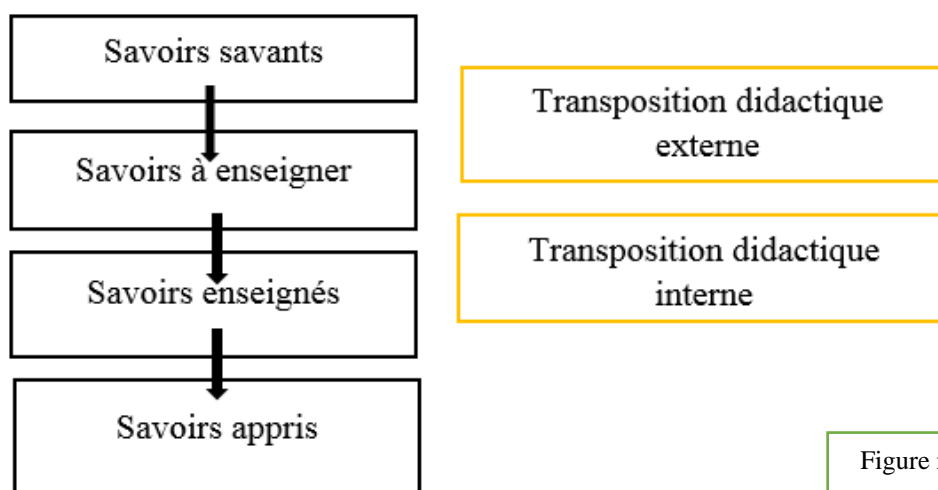 Savoirs savants
Transposition didactique
externe
Savoirs à enseigner
Transposition didactique
interne
Savoirs enseignés
Savoirs appris
Figure